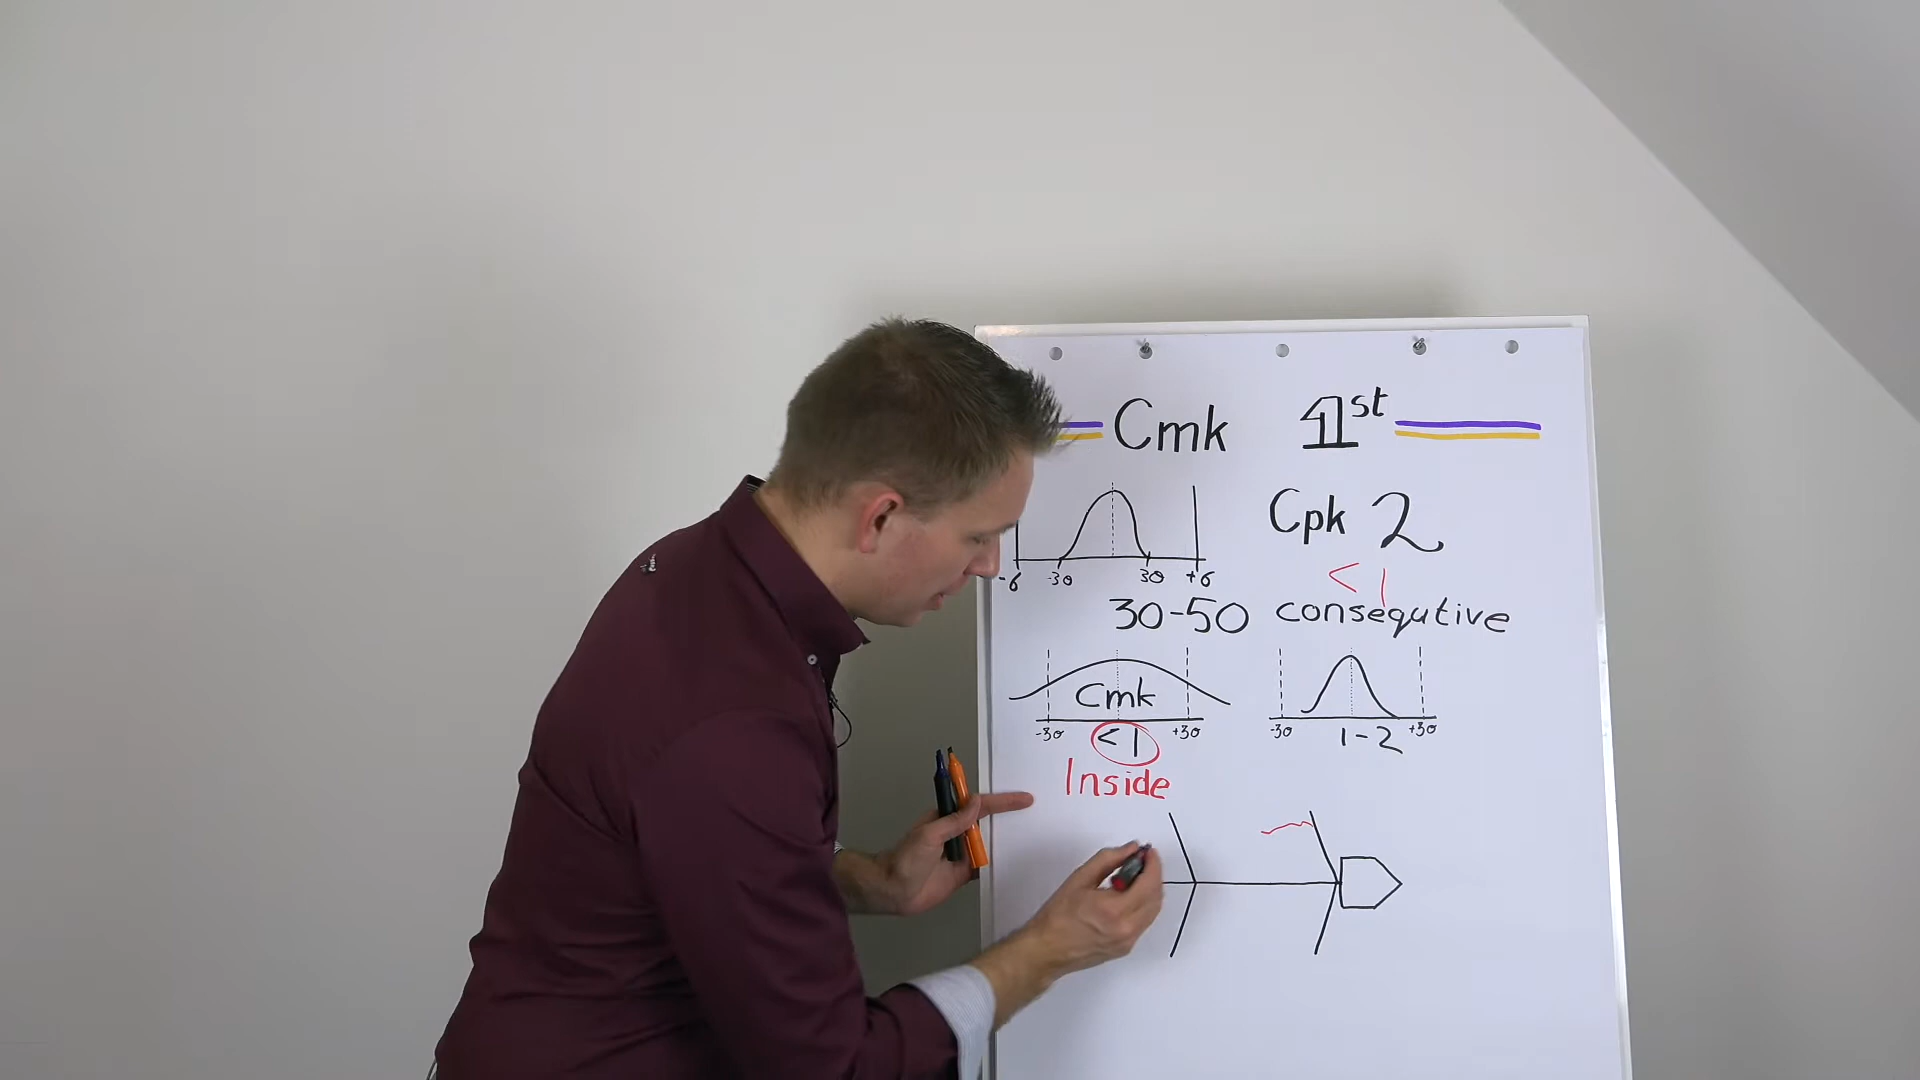 Cmk 1st
Cpk 2
-6 -3σ 3σ +6
< 1
30-50 consequtive
Cmk
-3σ <1 +3σ
-3σ 1-2 +3σ
Inside